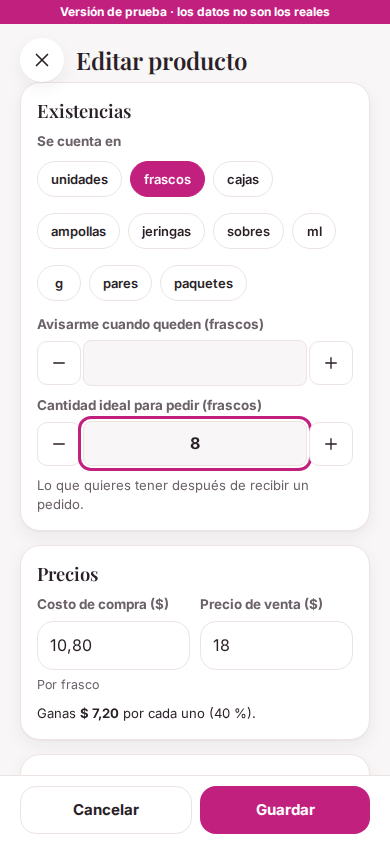 Versión de prueba · los datos no son los reales
Editar producto
Existencias
Se cuenta en
unidades frascos cajas
ampollas jeringas sobres ml
g pares paquetes
Avisarme cuando queden (frascos)
− +
Cantidad ideal para pedir (frascos)
− 8 +
Lo que quieres tener después de recibir un
pedido.
Precios
Costo de compra ($) Precio de venta ($)
10,80 18
Por frasco
Ganas $ 7,20 por cada uno (40 %).
Cancelar Guardar